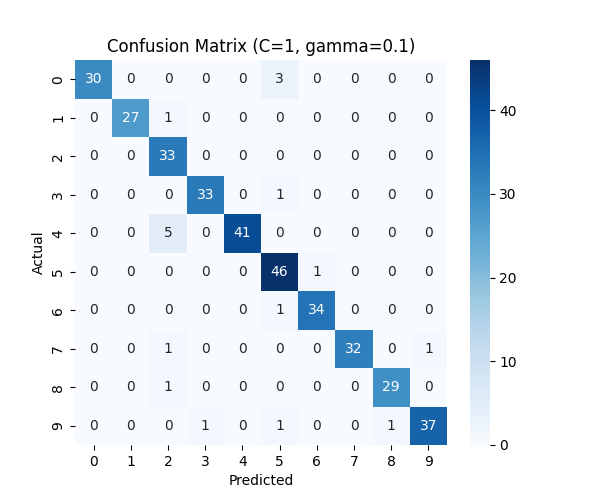 Confusion Matrix (C=1, gamma=0.1)
0 30 0 0 0 0 3 0 0 0 0
1 0 27 1 0 0 0 0 0 0 0
2 0 0 33 0 0 0 0 0 0 0
3 0 0 0 33 0 1 0 0 0 0
4 0 0 5 0 41 0 0 0 0 0
5 0 0 0 0 0 46 1 0 0 0
6 0 0 0 0 0 1 34 0 0 0
7 0 0 1 0 0 0 0 32 0 1
8 0 0 1 0 0 0 0 0 29 0
9 0 0 0 1 0 1 0 0 1 37
0 1 2 3 4 5 6 7 8 9
Predicted
Actual
40
30
20
10
0